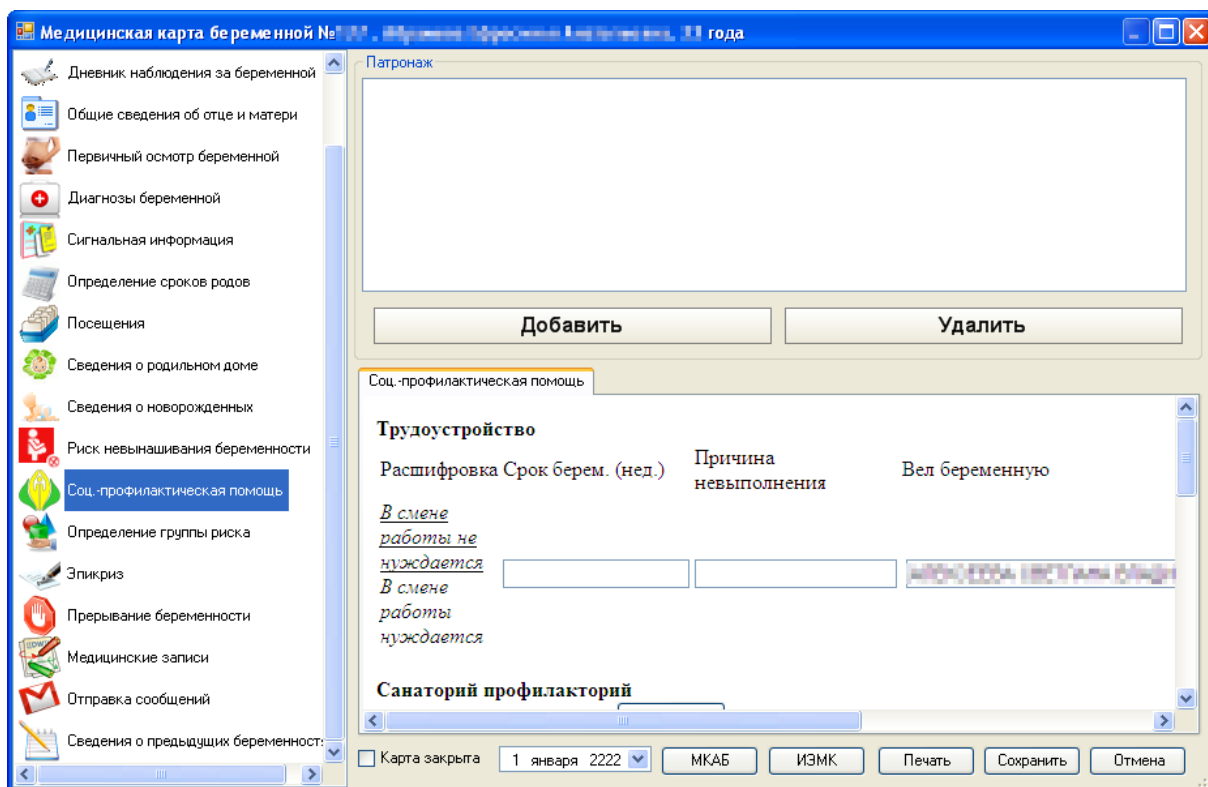 Медицинская карта беременной № года
Дневник наблюдения за беременной
Общие сведения об отце и матери
Первичный осмотр беременной
Диагнозы беременной
Сигнальная информация
Определение сроков родов
Посещения
Сведения о родильном доме
Сведения о новорожденных
Риск невынашивания беременности
Соц.-профилактическая помощь
Определение группы риска
Эпикриз
Прерывание беременности
Медицинские записи
Отправка сообщений
Сведения о предыдущих беременност
Патронаж
Добавить Удалить
Соц.-профилактическая помощь
Трудоустройство
Расшифровка Срок берем. (нед.) Причина невыполнения Вел беременную
В смене
работы не
нуждается
В смене
работы
нуждается
Санаторий профилакторий
Карта закрыта 1 января 2222 МКАБ ИЭМК Печать Сохранить Отмена